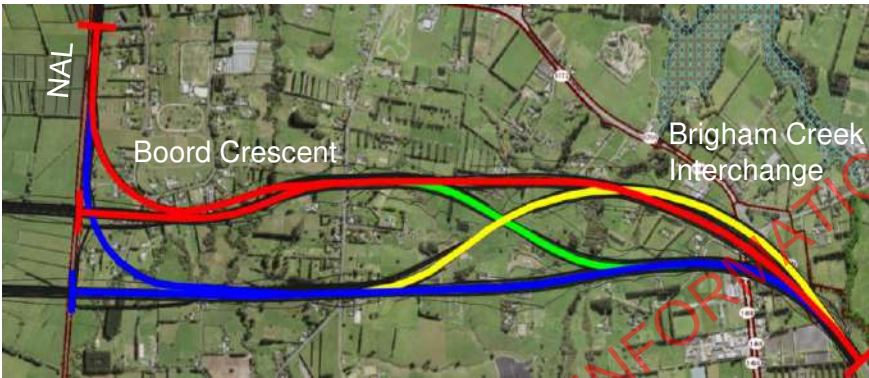 NAL
Boord Crescent
Brigham Creek
Interchange
INFORMATIO